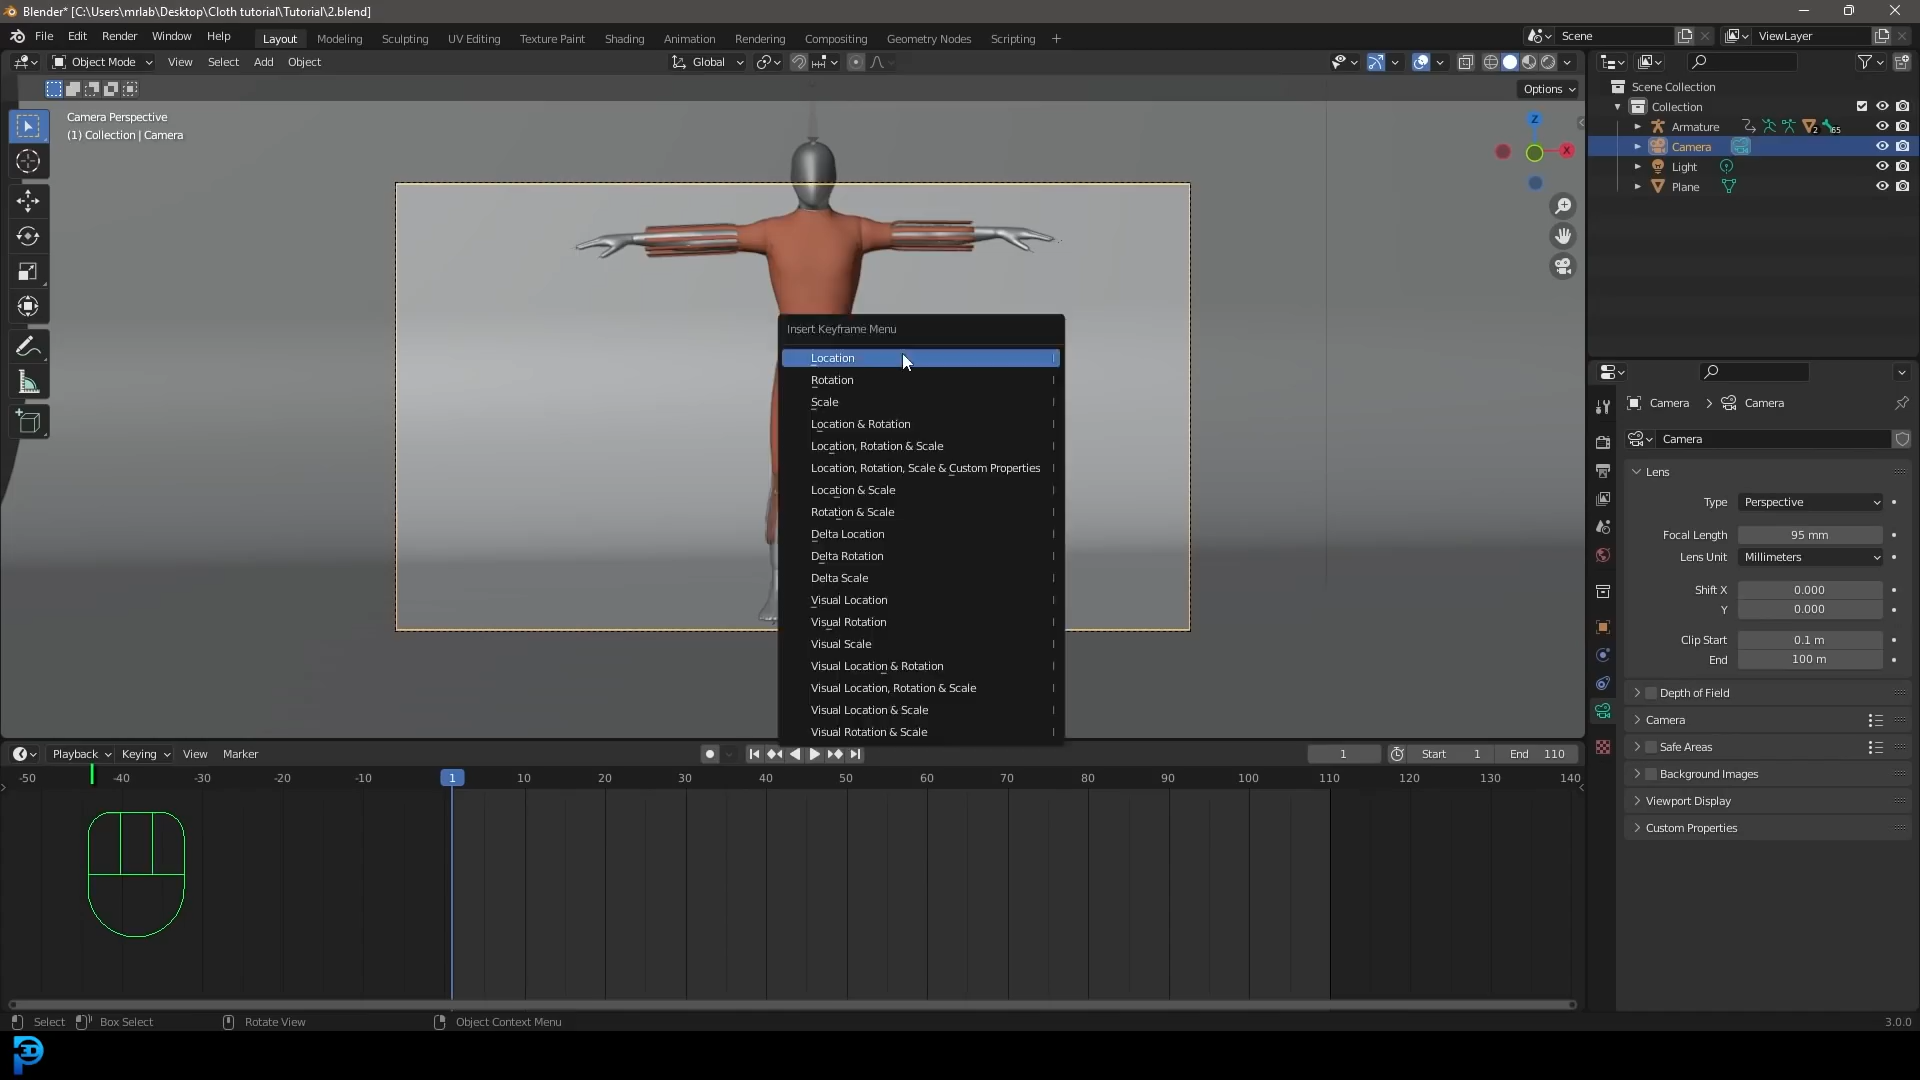 Blender* [C:\Users\mrlab\Desktop\Cloth tutorial\Tutorial\2.blend]
File Edit Render Window Help
Layout Modeling Sculpting UV Editing Texture Paint Shading Animation Rendering Compositing Geometry Nodes Scripting +
Scene
ViewLayer
Object Mode View Select Add Object
Global
Options
Camera Perspective
(1) Collection | Camera
Z
X
Scene Collection
Collection
Armature 2 65
Camera
Light
Plane
Insert Keyframe Menu
Location I
Rotation I
Scale I
Location & Rotation I
Location, Rotation & Scale I
Location, Rotation, Scale & Custom Properties I
Location & Scale I
Rotation & Scale I
Delta Location I
Delta Rotation I
Delta Scale I
Visual Location I
Visual Rotation I
Visual Scale I
Visual Location & Rotation I
Visual Location, Rotation & Scale I
Visual Location & Scale I
Visual Rotation & Scale I
Camera > Camera
Camera
Lens
Type Perspective
Focal Length 95 mm
Lens Unit Millimeters
Shift X 0.000
Y 0.000
Clip Start 0.1 m
End 100 m
Depth of Field
Camera
Safe Areas
Background Images
Viewport Display
Custom Properties
Playback Keying View Marker
1 Start 1 End 110
-50 -40 -30 -20 -10 1 10 20 30 40 50 60 70 80 90 100 110 120 130 140
Select Box Select Rotate View Object Context Menu
3.0.0